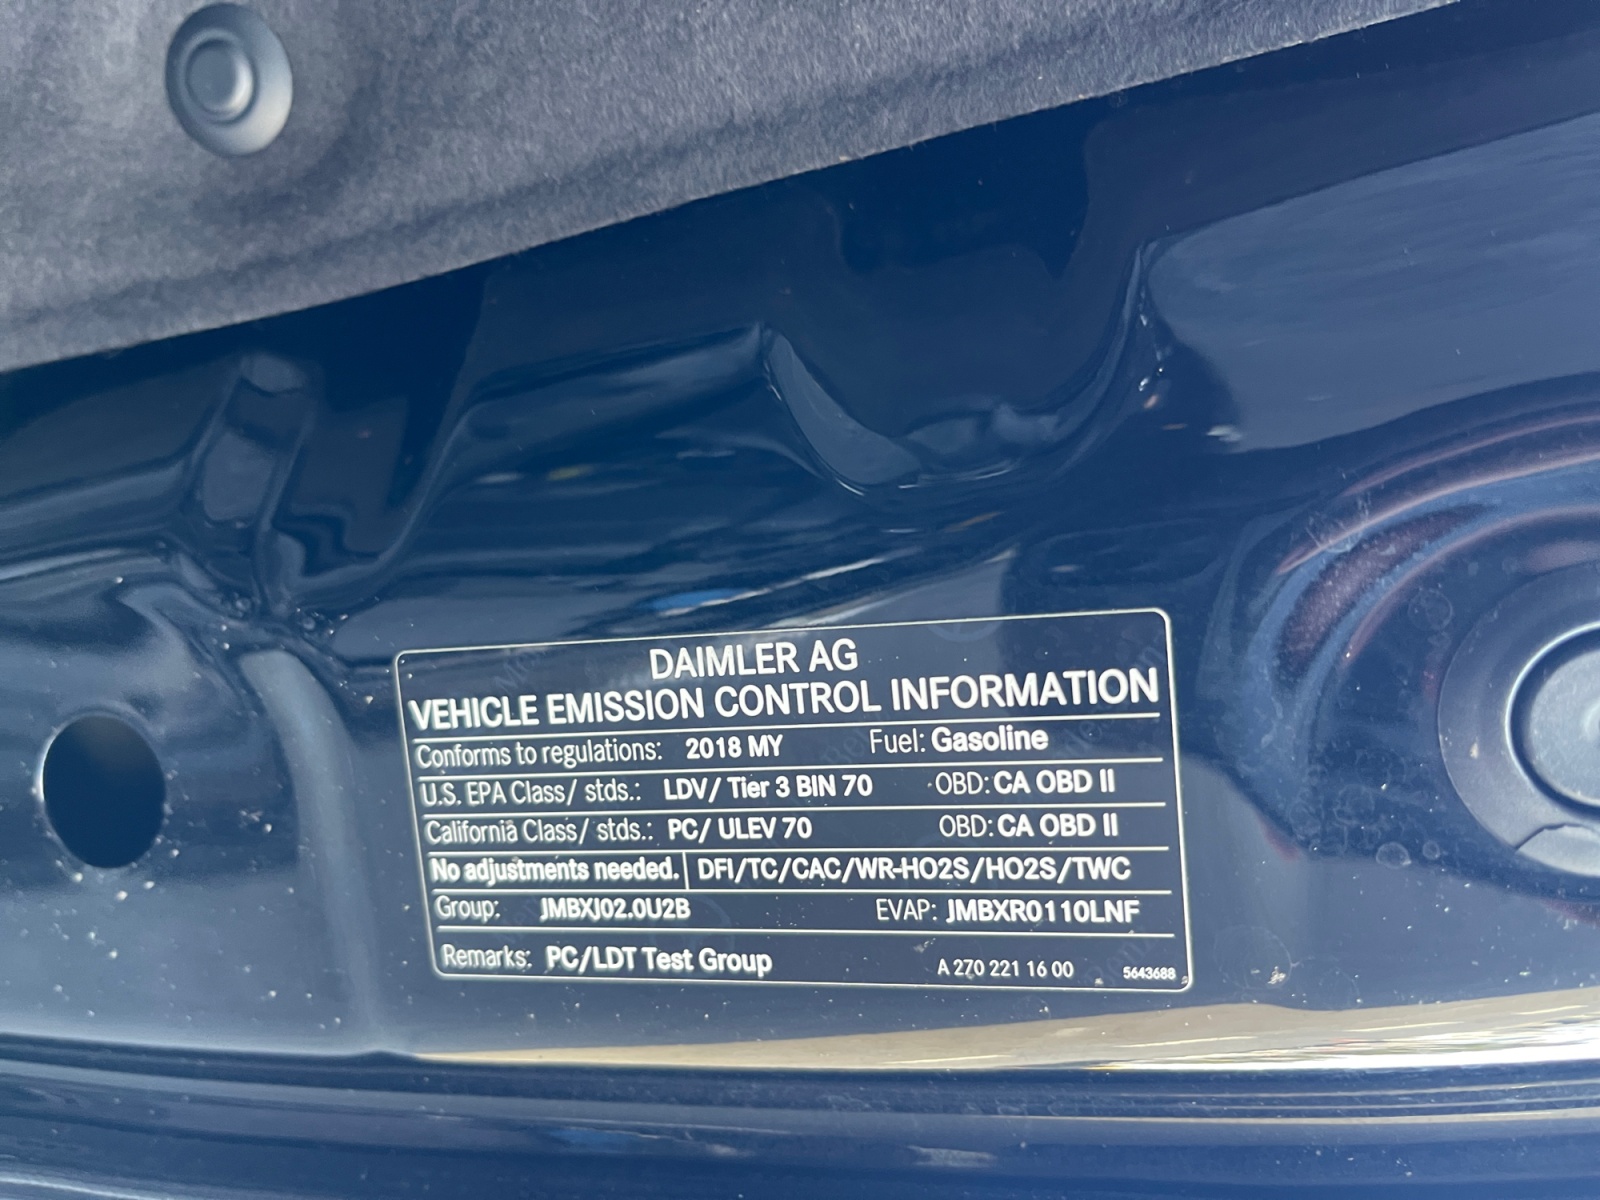 DAIMLER AG
VEHICLE EMISSION CONTROL INFORMATION
Conforms to regulations: 2018 MY Fuel: Gasoline
U.S. EPA Class/ stds.: LDV/ Tier 3 BIN 70 OBD: CA OBD II
California Class/ stds.: PC/ ULEV 70 OBD: CA OBD II
No adjustments needed. DFI/TC/CAC/WR-HO2S/HO2S/TWC
Group: JMBXJ02.0U2B EVAP: JMBXR0110LNF
Remarks: PC/LDT Test Group A 270 221 16 00 5643688